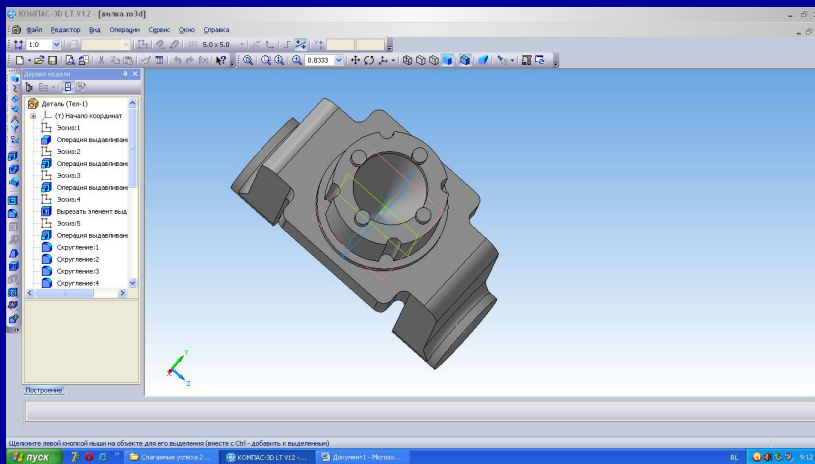 КОМПАС-3D LT V12 - [вилка.m3d]
Файл Редактор Вид Операции Сервис Окно Справка
1.0
5.0 x 5.0
0.8333
Дерево модели
Деталь (Тел-1)
(т) Начало координат
Эскиз:1
Операция выдавливан
Эскиз:2
Операция выдавливан
Эскиз:3
Операция выдавливан
Эскиз:4
Вырезать элемент выд
Эскиз:5
Операция выдавливан
Скругление:1
Скругление:2
Скругление:3
Скругление:4
Y
X
Z
Построение
Щелкните левой кнопкой мыши на объекте для его выделения (вместе с Ctrl - добавить к выделенным)
пуск
Слагаемые успеха 2...
КОМПАС-3D LT V12 -...
Документ1 - Microso...
RL
9:12